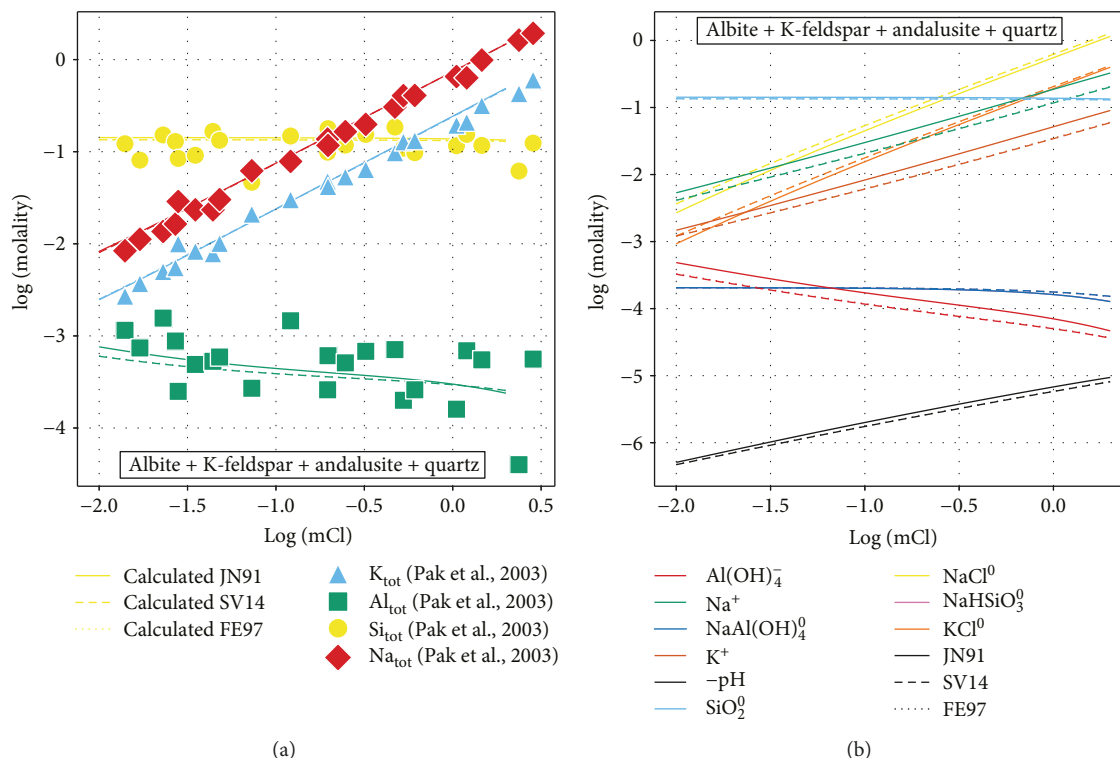 0
−1
−2
−3
−4
log (molality)
Albite + K-feldspar + andalusite + quartz
−2.0 −1.5 −1.0 −0.5 0.0 0.5
Log (mCl)
Calculated JN91
Calculated SV14
Calculated FE97
K_tot (Pak et al., 2003)
Al_tot (Pak et al., 2003)
Si_tot (Pak et al., 2003)
Na_tot (Pak et al., 2003)
(a)
Albite + K-feldspar + andalusite + quartz
0
−1
−2
−3
−4
−5
−6
log (molality)
−2.0 −1.5 −1.0 −0.5 0.0
Log (mCl)
Al(OH)₄⁻
Na⁺
NaAl(OH)₄⁰
K⁺
−pH
SiO₂⁰
NaCl⁰
NaHSiO₃⁰
KCl⁰
JN91
SV14
FE97
(b)